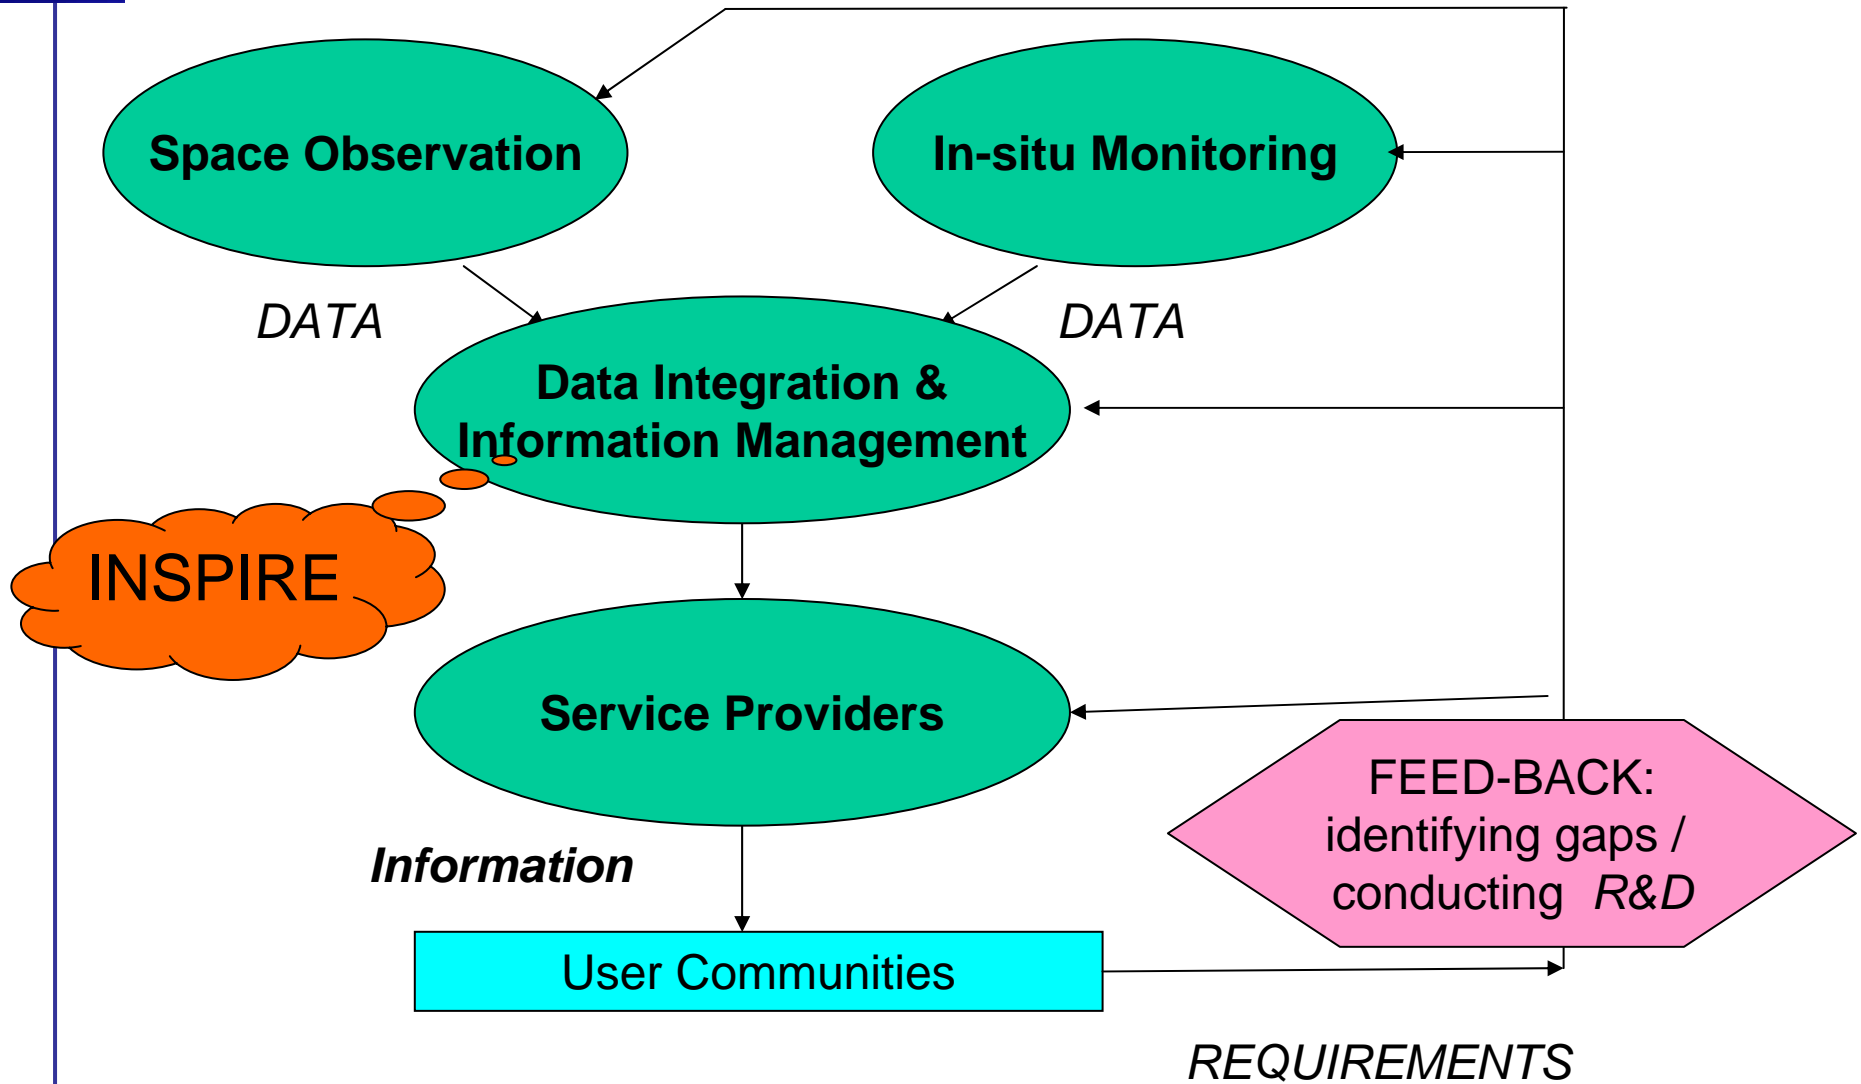 Space Observation
In-situ Monitoring
DATA
DATA
Data Integration &
Information Management
INSPIRE
Service Providers
FEED-BACK:
identifying gaps /
conducting R&D
Information
User Communities
REQUIREMENTS